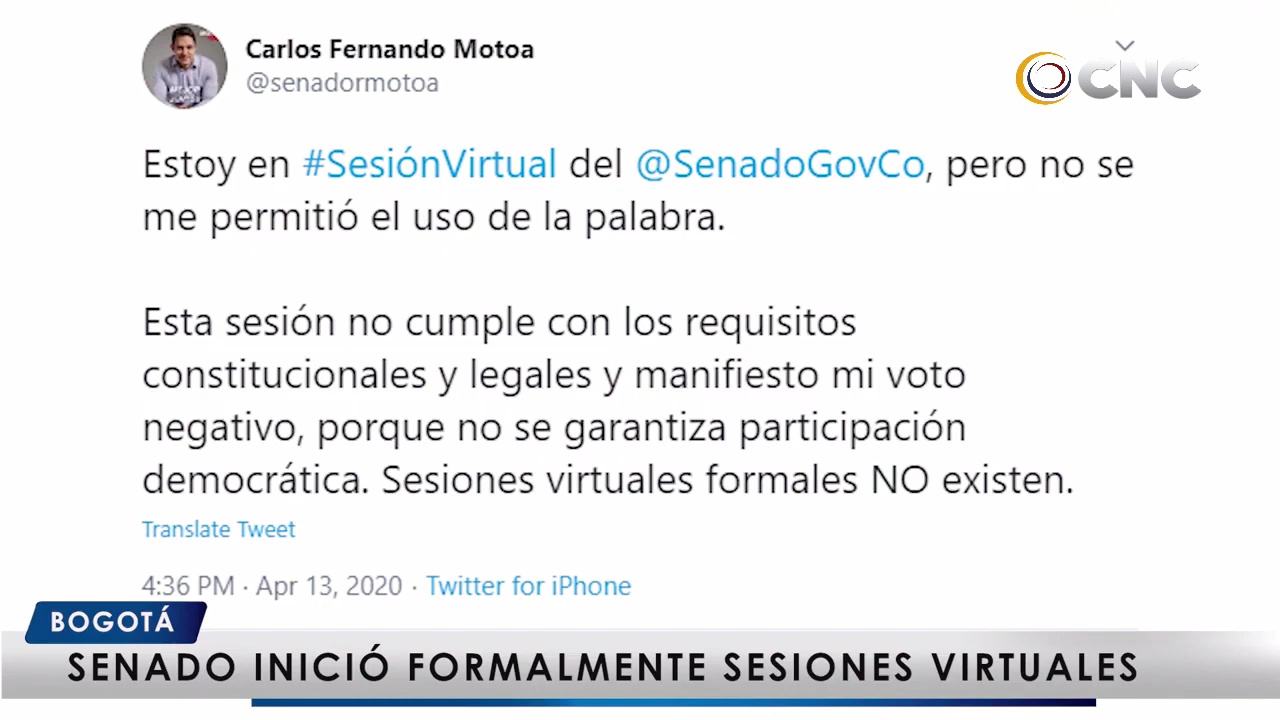 Carlos Fernando Motoa
@senadormotoa
CNC
Estoy en #SesiónVirtual del @SenadoGovCo, pero no se
me permitió el uso de la palabra.
Esta sesión no cumple con los requisitos
constitucionales y legales y manifiesto mi voto
negativo, porque no se garantiza participación
democrática. Sesiones virtuales formales NO existen.
Translate Tweet
4:36 PM · Apr 13, 2020 · Twitter for iPhone
BOGOTÁ
SENADO INICIÓ FORMALMENTE SESIONES VIRTUALES